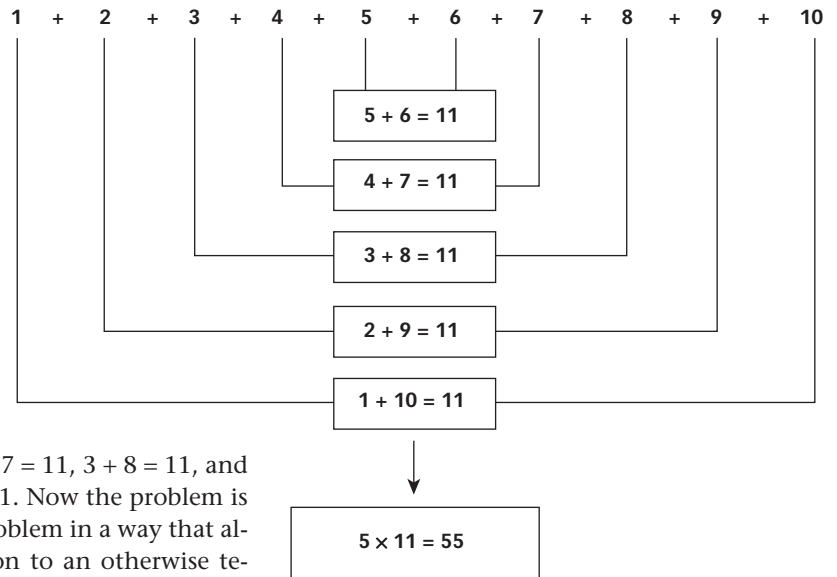 1 + 2 + 3 + 4 + 5 + 6 + 7 + 8 + 9 + 10
5 + 6 = 11
4 + 7 = 11
3 + 8 = 11
2 + 9 = 11
1 + 10 = 11
5 × 11 = 55
7 = 11, 3 + 8 = 11, and
1. Now the problem is
oblem in a way that al-
on to an otherwise te-